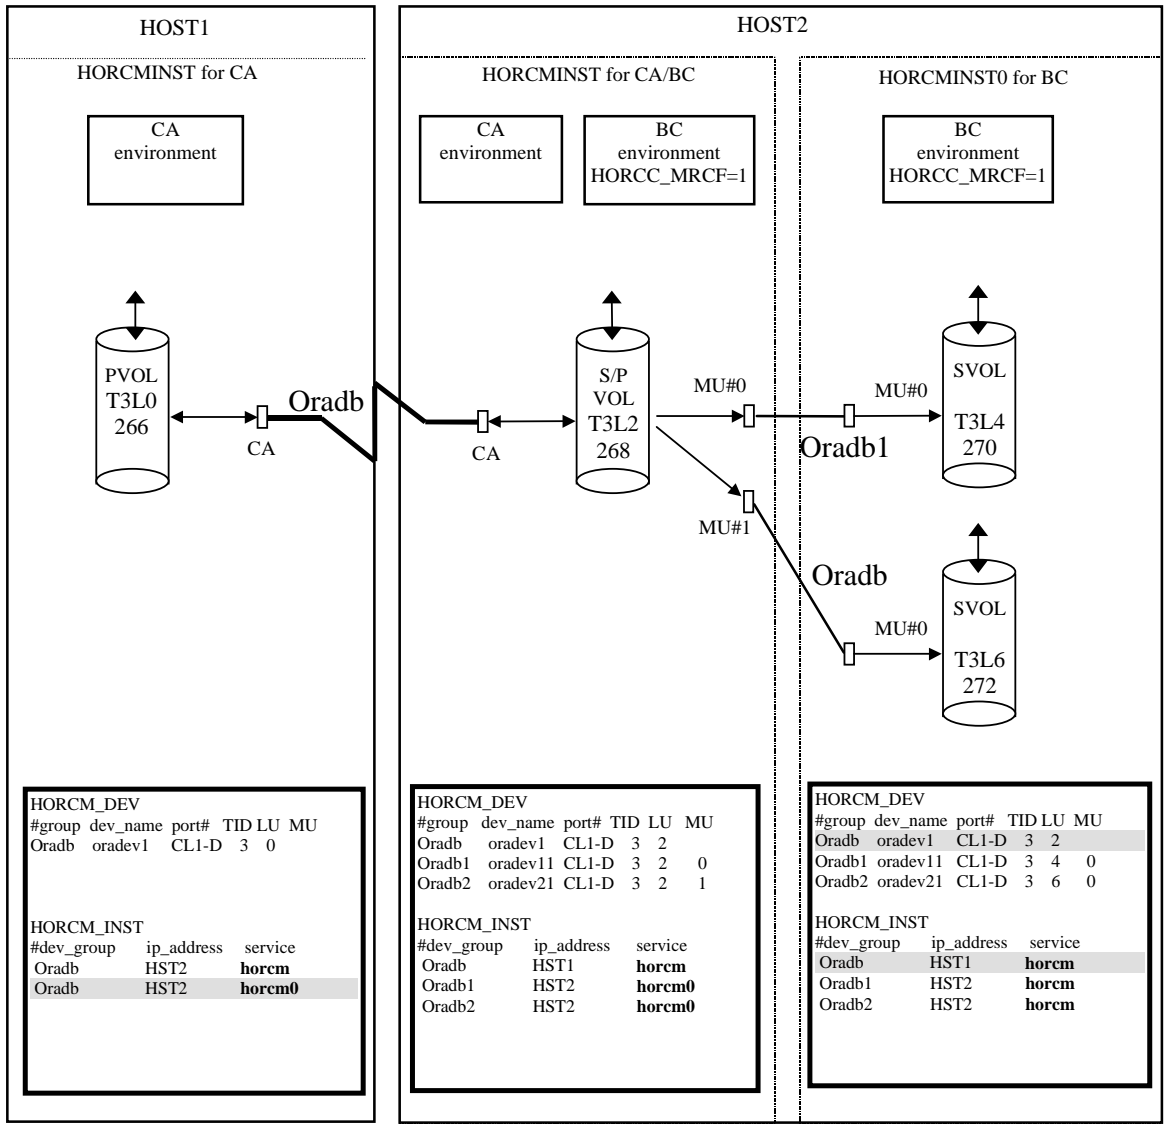 HOST1
HOST2
HORCMINST for CA
HORCMINST for CA/BC
HORCMINST0 for BC
CA
environment
CA
environment
BC
environment
HORCC_MRCF=1
BC
environment
HORCC_MRCF=1
PVOL
T3L0
266
Oradb
CA
CA
S/P
VOL
T3L2
268
MU#0
MU#0
Oradb1
SVOL
T3L4
270
MU#1
Oradb
MU#0
SVOL
T3L6
272
HORCM_DEV
#group dev_name port# TID LU MU
Oradb oradev1 CL1-D 3 0
HORCM_INST
#dev_group ip_address service
Oradb HST2 horcm
Oradb HST2 horcm0
HORCM_DEV
#group dev_name port# TID LU MU
Oradb oradev1 CL1-D 3 2
Oradb1 oradev11 CL1-D 3 2 0
Oradb2 oradev21 CL1-D 3 2 1
HORCM_INST
#dev_group ip_address service
Oradb HST1 horcm
Oradb1 HST2 horcm0
Oradb2 HST2 horcm0
HORCM_DEV
#group dev_name port# TID LU MU
Oradb oradev1 CL1-D 3 2
Oradb1 oradev11 CL1-D 3 4 0
Oradb2 oradev21 CL1-D 3 6 0
HORCM_INST
#dev_group ip_address service
Oradb HST1 horcm
Oradb1 HST2 horcm
Oradb2 HST2 horcm